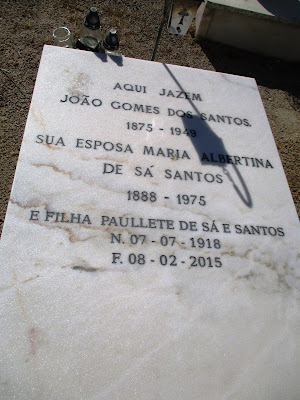 AQUI JAZEM
JOÃO GOMES DOS SANTOS
1875 - 1949
SUA ESPOSA MARIA ALBERTINA
DE SÁ SANTOS
1888 - 1975
E FILHA PAULLETE DE SÁ E SANTOS
N. 07 - 07 - 1918
F. 08 - 02 - 2015